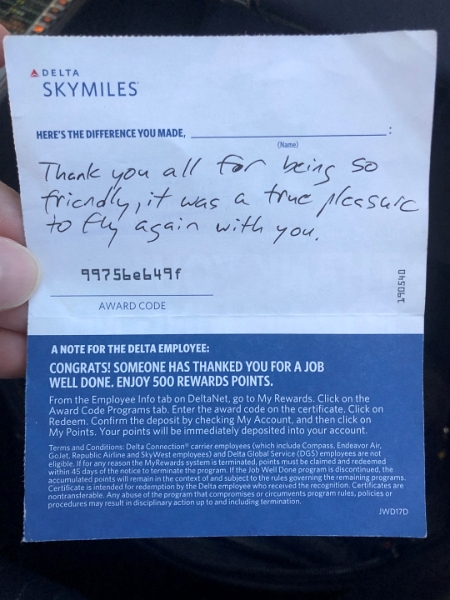 DELTA
SKYMILES
HERE'S THE DIFFERENCE YOU MADE, :
(Name)
Thank you all for being so
friendly, it was a true pleasure
to fly again with you.
99756e649f
AWARD CODE
045061
A NOTE FOR THE DELTA EMPLOYEE:
CONGRATS! SOMEONE HAS THANKED YOU FOR A JOB
WELL DONE. ENJOY 500 REWARDS POINTS.
From the Employee Info tab on DeltaNet, go to My Rewards. Click on the
Award Code Programs tab. Enter the award code on the certificate. Click on
Redeem. Confirm the deposit by checking My Account, and then click on
My Points. Your points will be immediately deposited into your account.
Terms and Conditions: Delta Connection® carrier employees (which include Compass, Endeavor Air,
GoJet, Republic Airline and SkyWest employees) and Delta Global Service (DGS) employees are not
eligible. If for any reason the MyRewards system is terminated, points must be claimed and redeemed
within 45 days of the notice to terminate the program. If the Job Well Done program is discontinued, the
accumulated points will remain in the context of and subject to the rules governing the remaining programs.
Certificate is intended for redemption by the Delta employee who received the recognition. Certificates are
nontransferable. Any abuse of the program that compromises or circumvents program rules, policies or
procedures may result in disciplinary action up to and including termination.
JWD17D